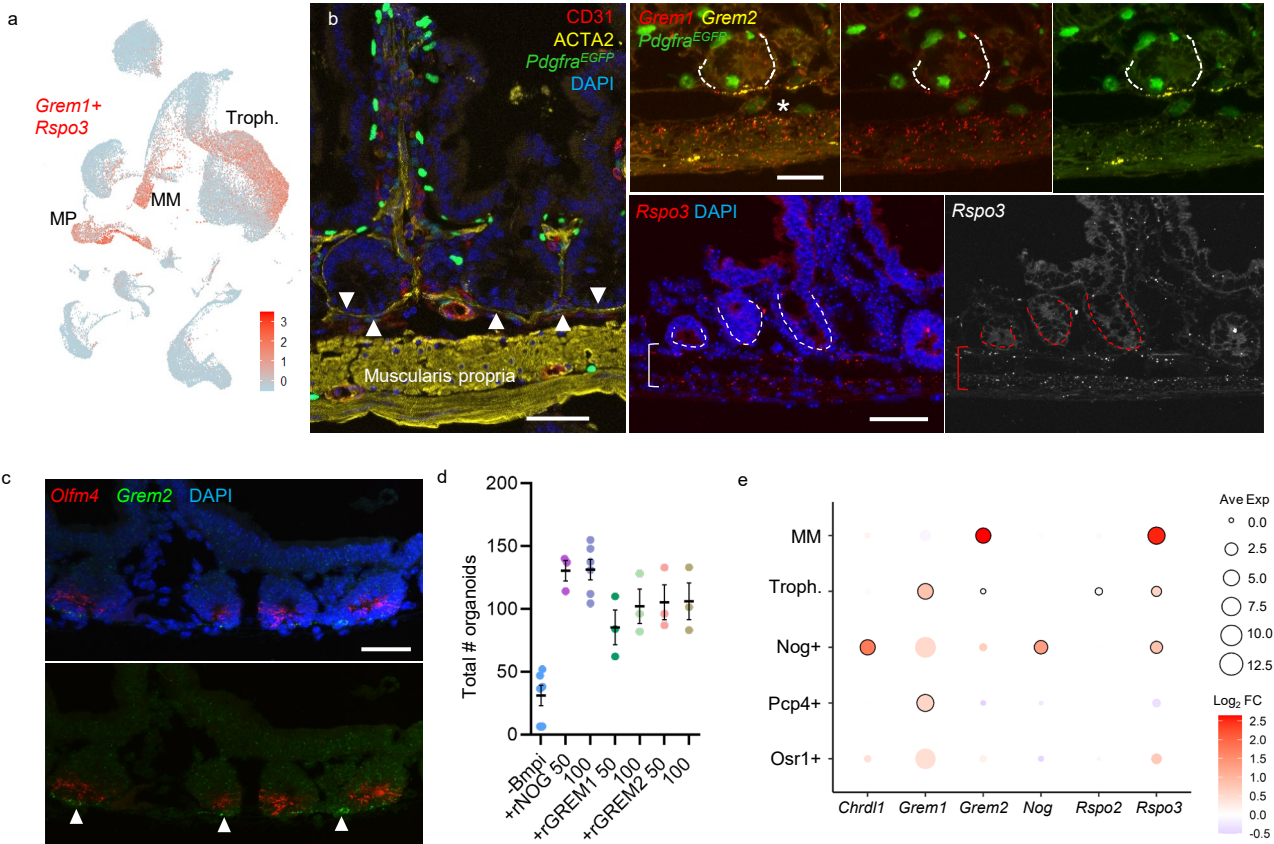 a
Grem1+
Rspo3
Troph.
MM
MP
3
2
1
0
b
CD31
ACTA2
PdgfraEGFP
DAPI
Muscularis propria
Grem1 Grem2
PdgfraEGFP
*
Rspo3 DAPI
Rspo3
c
Olfm4 Grem2 DAPI
d
Total # organoids
200
150
100
50
0
-Bmpi
+rNOG 50
100
+rGREM1 50
100
+rGREM2 50
100
e
MM
Troph.
Nog+
Pcp4+
Osr1+
Chrdl1 Grem1 Grem2 Nog Rspo2 Rspo3
Ave Exp
0.0
2.5
5.0
7.5
10.0
12.5
Log2 FC
2.5
2.0
1.5
1.0
0.5
0.0
-0.5